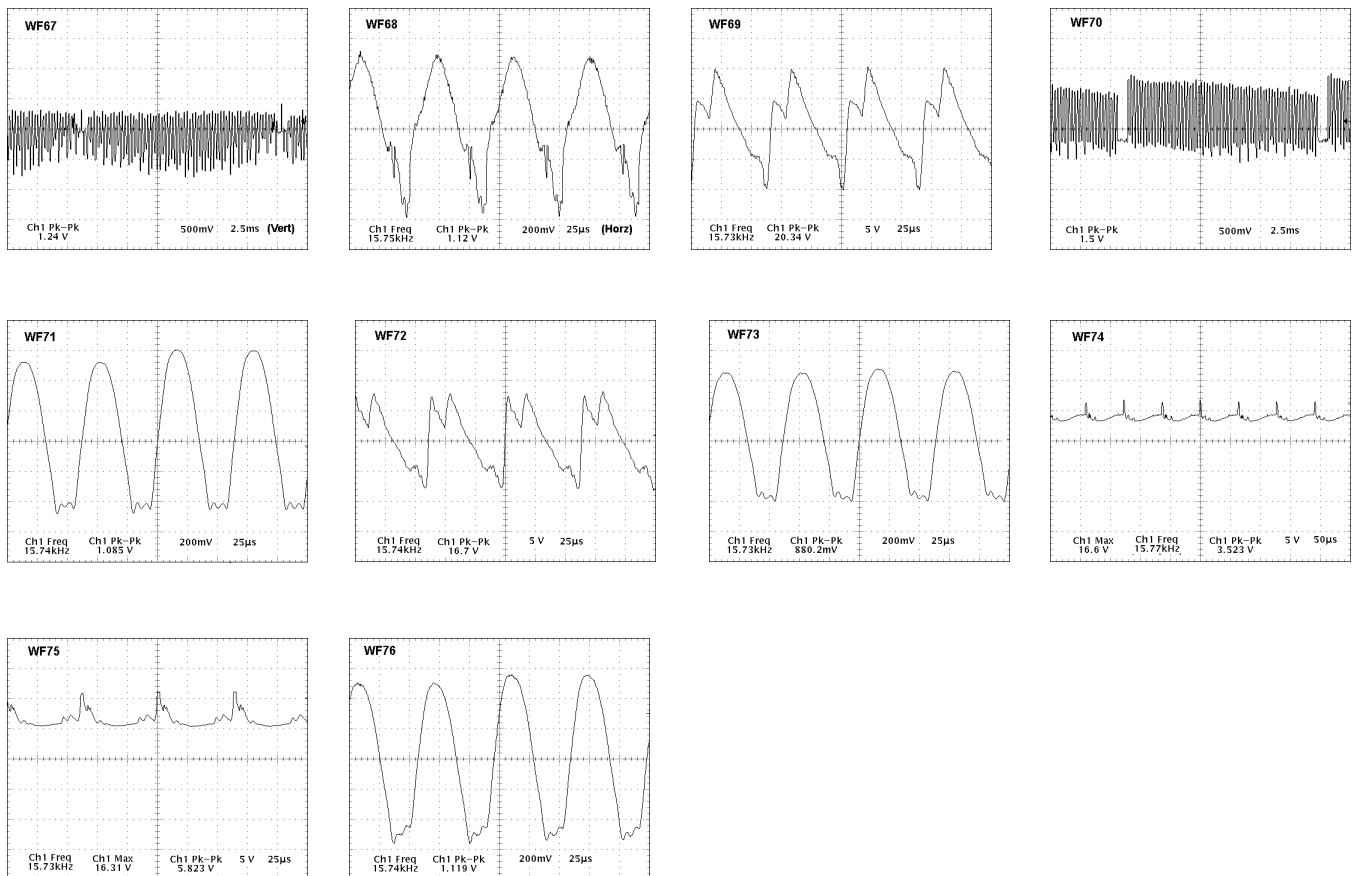 WF67
Ch1 Pk-Pk
1.24 V
500mV 2.5ms (Vert)
WF68
Ch1 Freq
15.75kHz
Ch1 Pk-Pk
1.12 V
200mV 25µs (Horz)
WF69
Ch1 Freq
15.73kHz
Ch1 Pk-Pk
20.34 V
5 V 25µs
WF70
Ch1 Pk-Pk
1.5 V
500mV 2.5ms
WF71
Ch1 Freq
15.74kHz
Ch1 Pk-Pk
1.085 V
200mV 25µs
WF72
Ch1 Freq
15.74kHz
Ch1 Pk-Pk
16.7 V
5 V 25µs
WF73
Ch1 Freq
15.73kHz
Ch1 Pk-Pk
880.2mV
200mV 25µs
WF74
Ch1 Max
16.6 V
Ch1 Freq
15.77kHz
Ch1 Pk-Pk
3.523 V
5 V 50µs
WF75
Ch1 Freq
15.73kHz
Ch1 Max
16.31 V
Ch1 Pk-Pk
5.823 V
5 V 25µs
WF76
Ch1 Freq
15.74kHz
Ch1 Pk-Pk
1.119 V
200mV 25µs